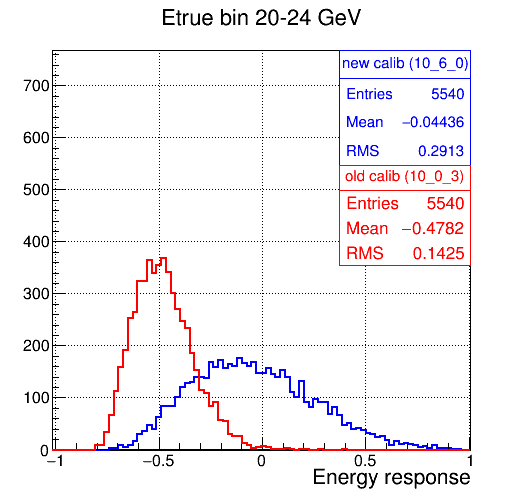 Etrue bin 20-24 GeV
new calib (10_6_0)
Entries 5540
Mean −0.04436
RMS 0.2913
old calib (10_0_3)
Entries 5540
Mean −0.4782
RMS 0.1425
700
600
500
400
300
200
100
0
−1 −0.5 0 0.5 1
Energy response